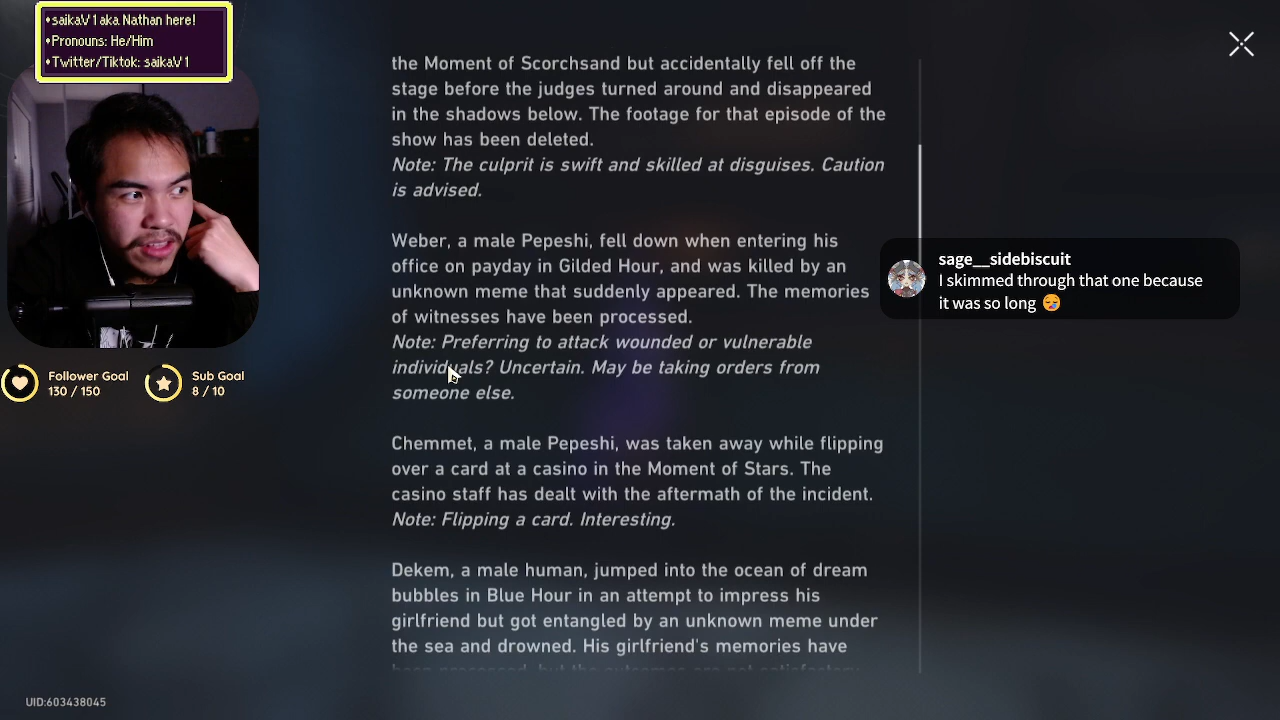 •saikaV1 aka Nathan here!
•Pronouns: He/Him
•Twitter/Tiktok: saikaV1
Follower Goal
130 / 150
Sub Goal
8 / 10
the Moment of Scorchsand but accidentally fell off the
stage before the judges turned around and disappeared
in the shadows below. The footage for that episode of the
show has been deleted.
Note: The culprit is swift and skilled at disguises. Caution
is advised.
Weber, a male Pepeshi, fell down when entering his
office on payday in Gilded Hour, and was killed by an
unknown meme that suddenly appeared. The memories
of witnesses have been processed.
Note: Preferring to attack wounded or vulnerable
individuals? Uncertain. May be taking orders from
someone else.
Chemmet, a male Pepeshi, was taken away while flipping
over a card at a casino in the Moment of Stars. The
casino staff has dealt with the aftermath of the incident.
Note: Flipping a card. Interesting.
Dekem, a male human, jumped into the ocean of dream
bubbles in Blue Hour in an attempt to impress his
girlfriend but got entangled by an unknown meme under
the sea and drowned. His girlfriend's memories have
been processed, but the outcomes are not satisfactory.
sage__sidebiscuit
I skimmed through that one because
it was so long 😪
UID:603438045